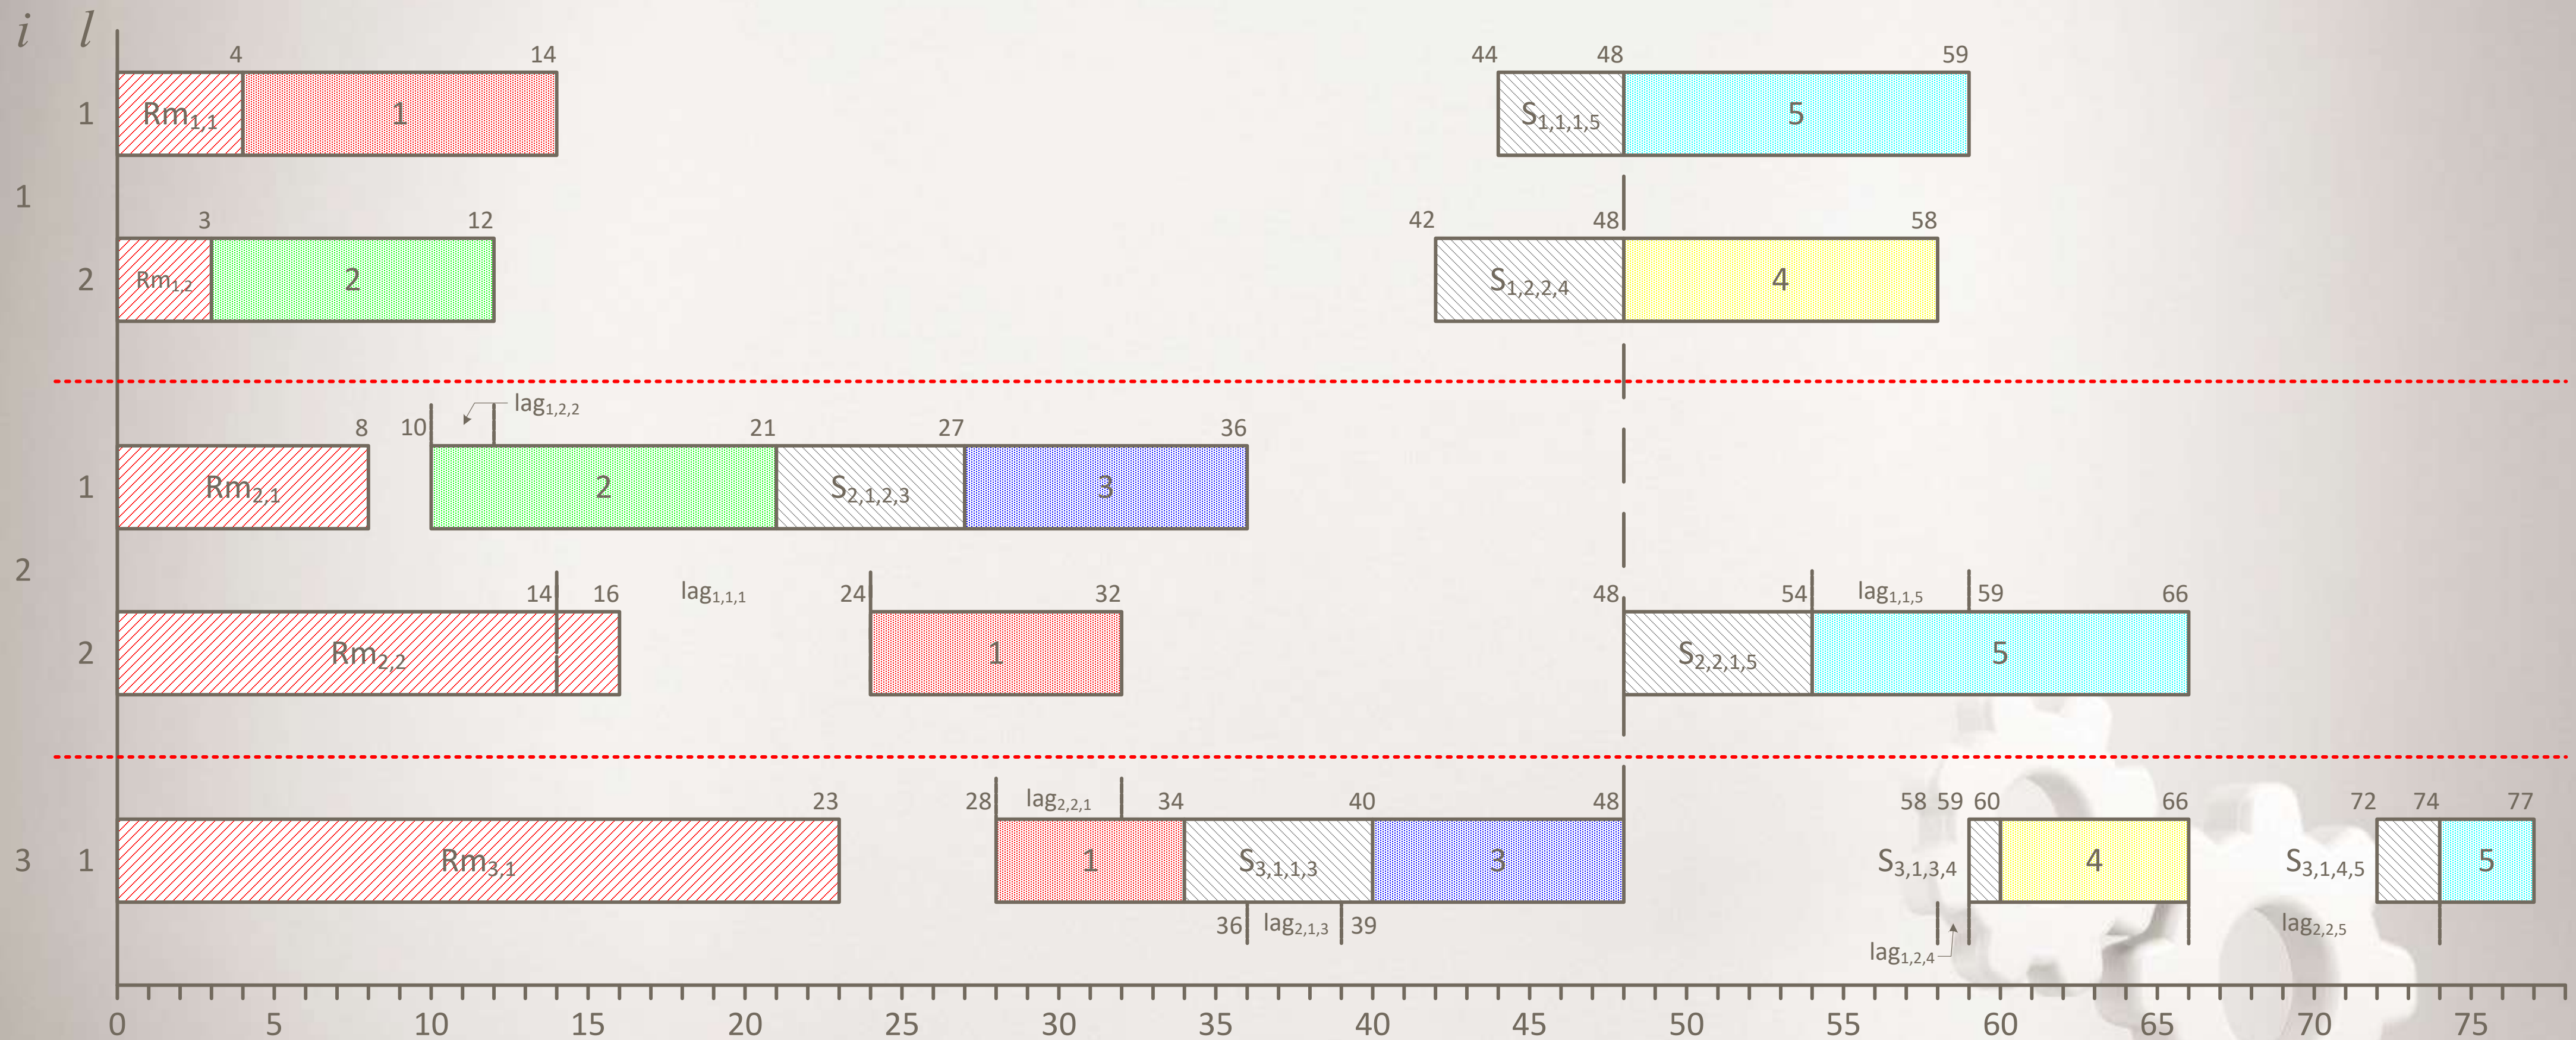 i l
4 14 44 48 59
1 Rm1,1 1 S1,1,1,5 5
1
3 12 42 48 58
2 Rm1,2 2 S1,2,2,4 4
lag1,2,2
8 10 21 27 36
1 Rm2,1 2 S2,1,2,3 3
2
14 16 lag1,1,1 24 32 48 54 lag1,1,5 59 66
2 Rm2,2 1 S2,2,1,5 5
23 28 lag2,2,1 34 40 48 58 59 60 66 72 74 77
3 1 Rm3,1 1 S3,1,1,3 3 S3,1,3,4 4 S3,1,4,5 5
36 lag2,1,3 39 lag2,2,5
lag1,2,4
0 5 10 15 20 25 30 35 40 45 50 55 60 65 70 75